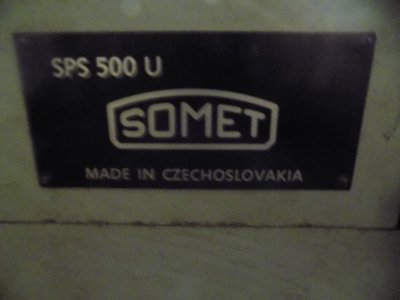 SPS 500 U
SOMET
MADE IN CZECHOSLOVAKIA